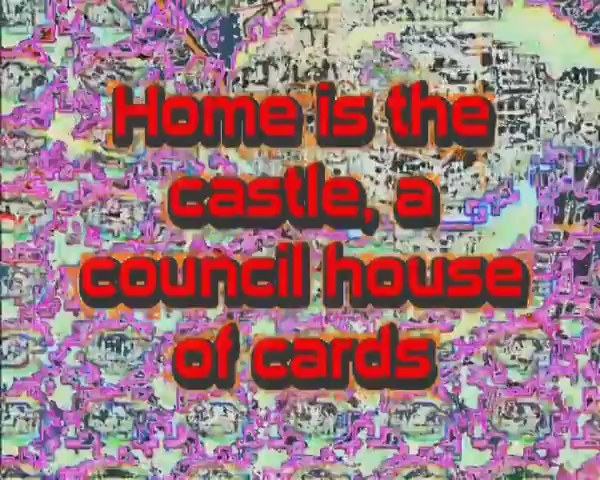 Home is the
castle, a
council house
of cards